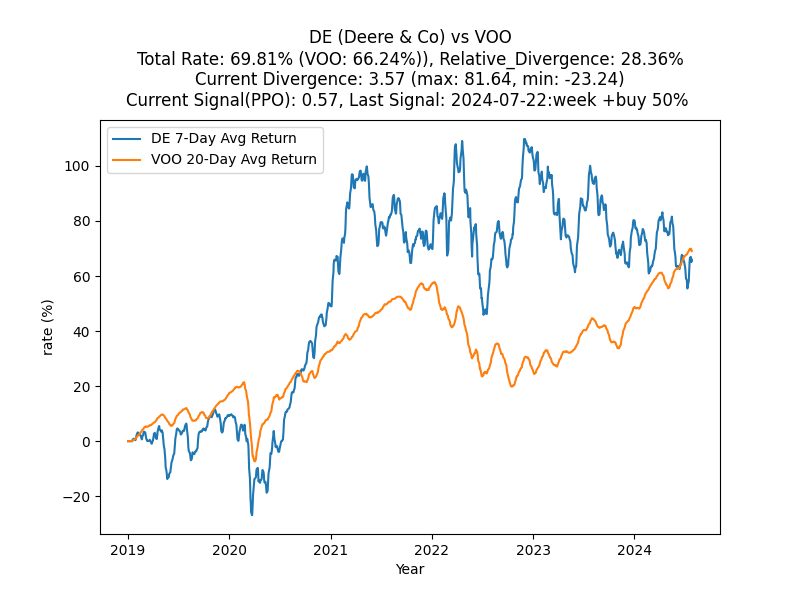 DE (Deere & Co) vs VOO
Total Rate: 69.81% (VOO: 66.24%)), Relative_Divergence: 28.36%
Current Divergence: 3.57 (max: 81.64, min: -23.24)
Current Signal(PPO): 0.57, Last Signal: 2024-07-22:week +buy 50%
DE 7-Day Avg Return
VOO 20-Day Avg Return
100
80
60
40
20
0
−20
rate (%)
2019 2020 2021 2022 2023 2024
Year